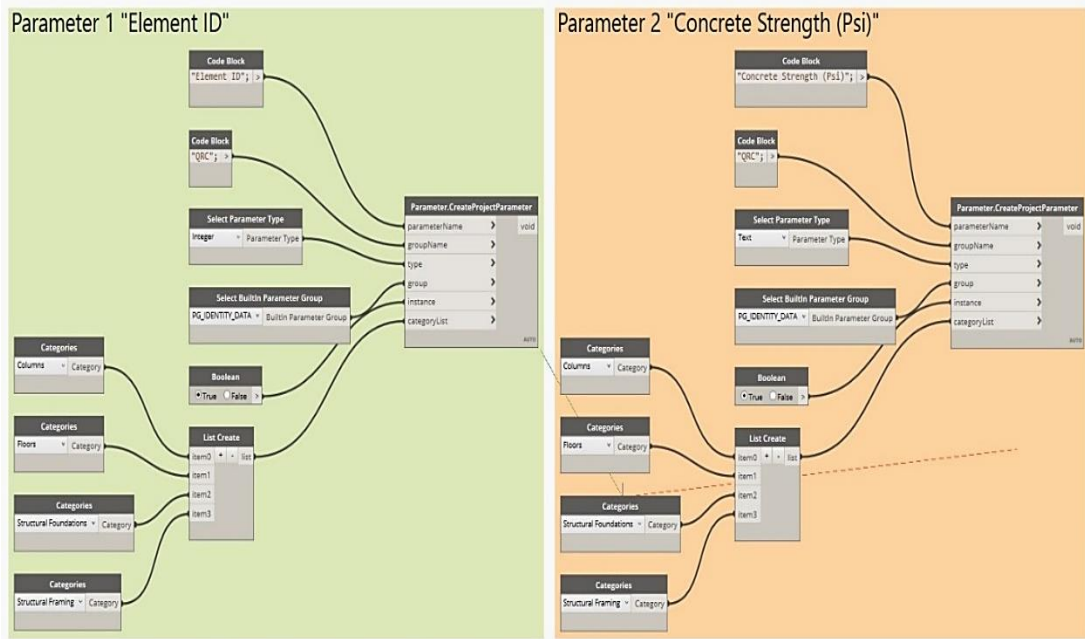 Parameter 1 "Element ID"
Code Block
"Element ID"; >
Code Block
"QRC"; >
Select Parameter Type
Integer Parameter Type
Select BuiltIn Parameter Group
PG_IDENTITY_DATA BuiltIn Parameter Group
Parameter.CreateProjectParameter
parameterName > void
groupName >
type >
group >
instance >
categoryList >
AUTO
Categories
Columns Category
Boolean
True False >
Categories
Floors Category
List Create
item0 + - list
item1
item2
item3
Categories
Structural Foundations Category
Categories
Structural Framing Category
Parameter 2 "Concrete Strength (Psi)"
Code Block
"Concrete Strength (Psi)"; >
Code Block
"QRC"; >
Select Parameter Type
Text Parameter Type
Select BuiltIn Parameter Group
PG_IDENTITY_DATA BuiltIn Parameter Group
Parameter.CreateProjectParameter
parameterName > void
groupName >
type >
group >
instance >
categoryList >
AUTO
Categories
Columns Category
Boolean
True False >
Categories
Floors Category
List Create
item0 + - list
item1
item2
item3
Categories
Structural Foundations Category
Categories
Structural Framing Category